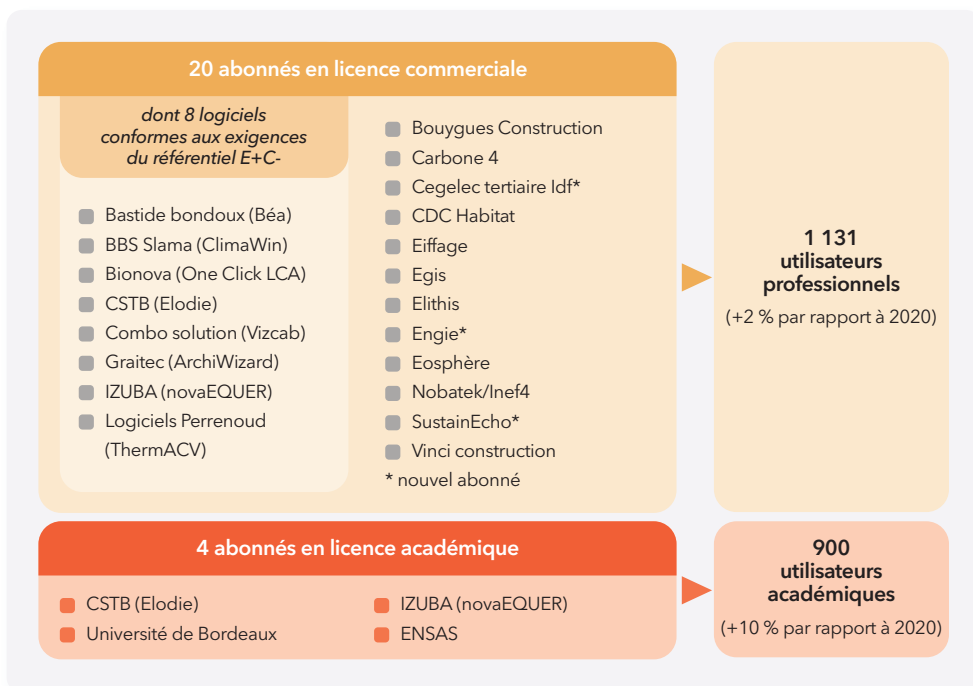 20 abonnés en licence commerciale
dont 8 logiciels
conformes aux exigences
du référentiel E+C-
Bastide bondoux (Béa)
BBS Slama (ClimaWin)
Bionova (One Click LCA)
CSTB (Elodie)
Combo solution (Vizcab)
Graitec (ArchiWizard)
IZUBA (novaEQUER)
Logiciels Perrenoud
(ThermACV)
Bouygues Construction
Carbone 4
Cegelec tertiaire Idf*
CDC Habitat
Eiffage
Egis
Elithis
Engie*
Eosphère
Nobatek/Inef4
SustainEcho*
Vinci construction
* nouvel abonné
1 131
utilisateurs
professionnels
(+2 % par rapport à 2020)
4 abonnés en licence académique
CSTB (Elodie)
Université de Bordeaux
IZUBA (novaEQUER)
ENSAS
900
utilisateurs
académiques
(+10 % par rapport à 2020)